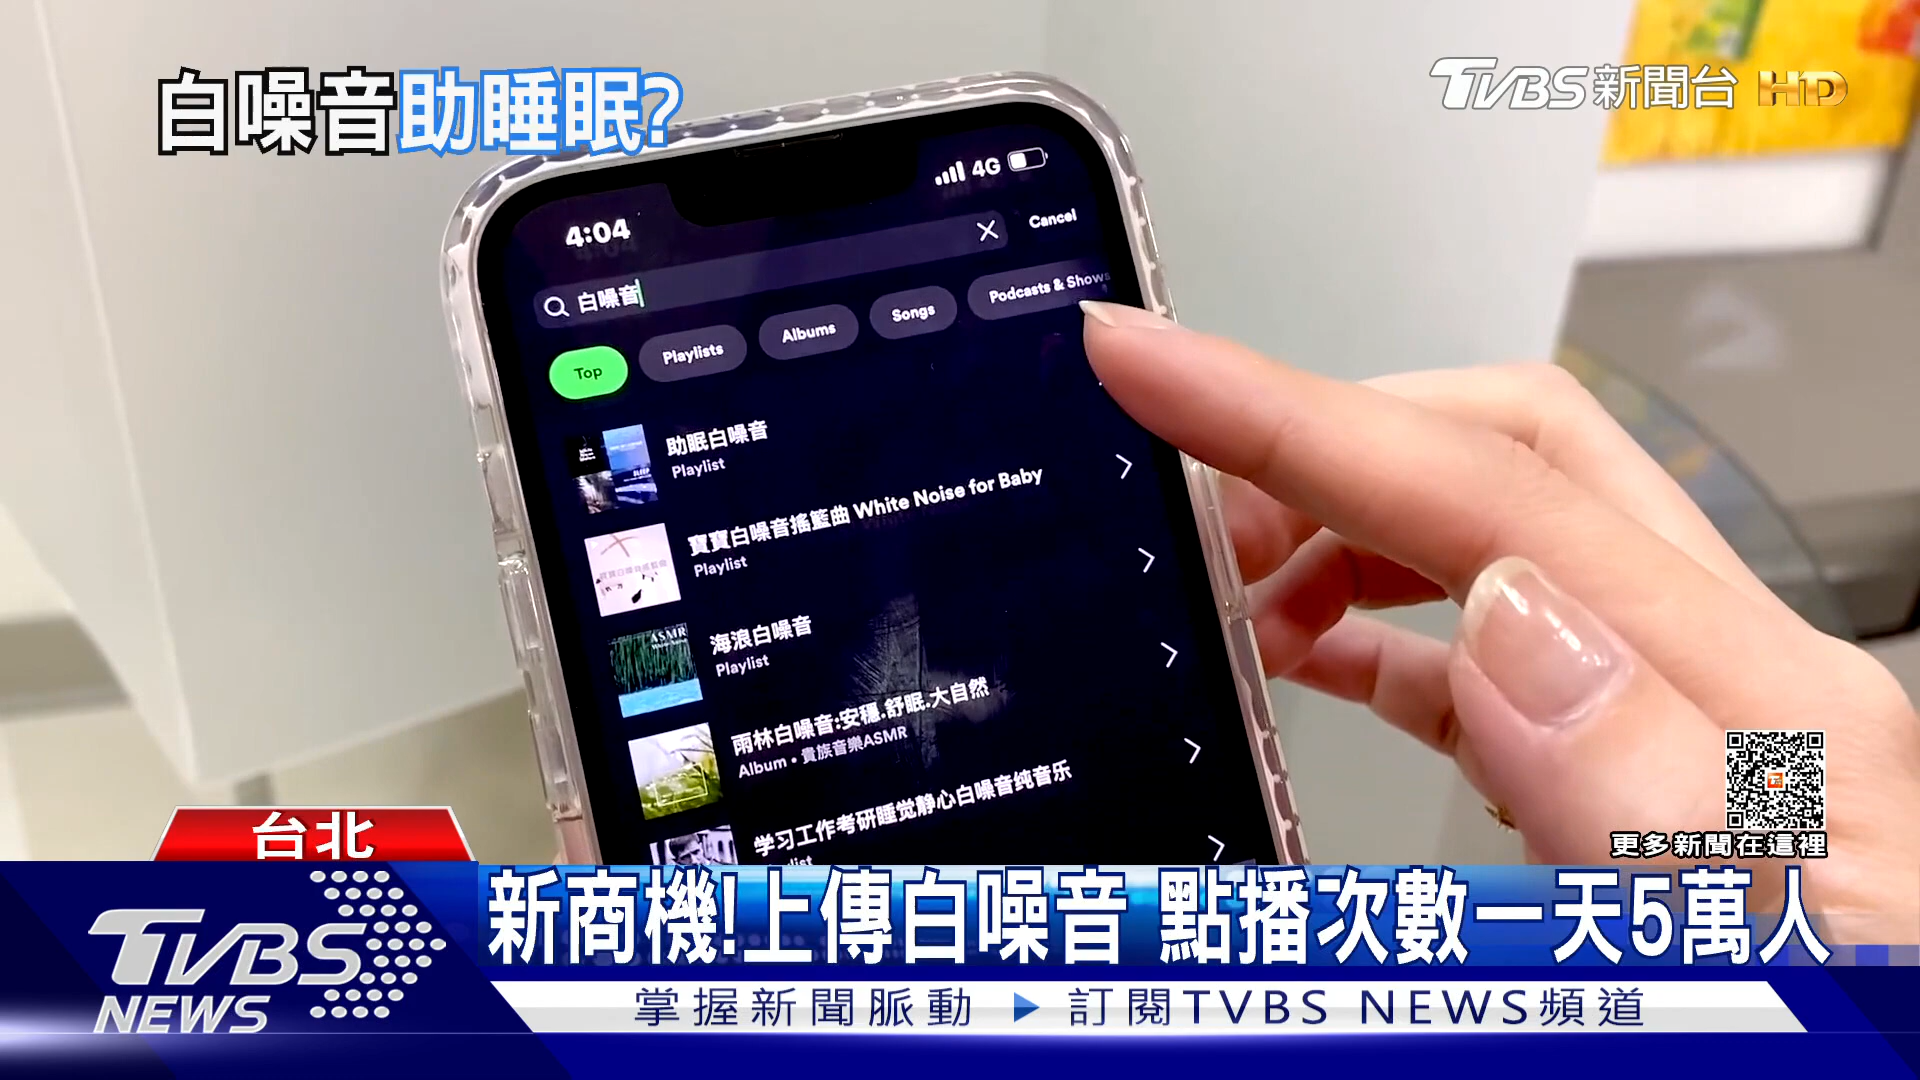 白噪音助睡眠?
TVBS新聞台 HD
4:04
4G
白噪音
Cancel
Top
Playlists
Albums
Songs
Podcasts & Shows
助眠白噪音
Playlist
寶寶白噪音搖籃曲 White Noise for Baby
Playlist
ASMR
海浪白噪音
Playlist
雨林白噪音:安穩.舒眠.大自然
Album • 貴族音樂ASMR
学习工作考研睡觉静心白噪音纯音乐
更多新聞在這裡
台北
新商機!上傳白噪音 點播次數一天5萬人
TVBS
NEWS
掌握新聞脈動 ▶ 訂閱TVBS NEWS頻道